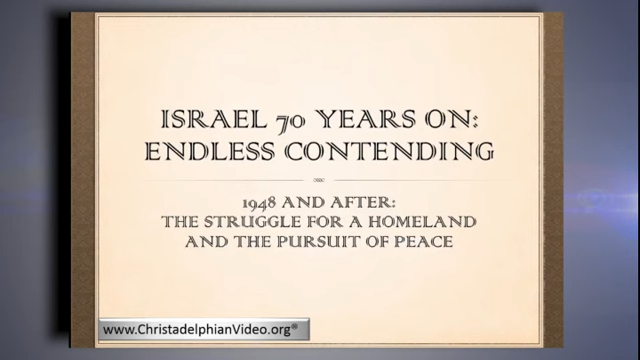 ISRAEL 70 YEARS ON:
ENDLESS CONTENDING
1948 AND AFTER:
THE STRUGGLE FOR A HOMELAND
AND THE PURSUIT OF PEACE
www.ChristadelphianVideo.org®